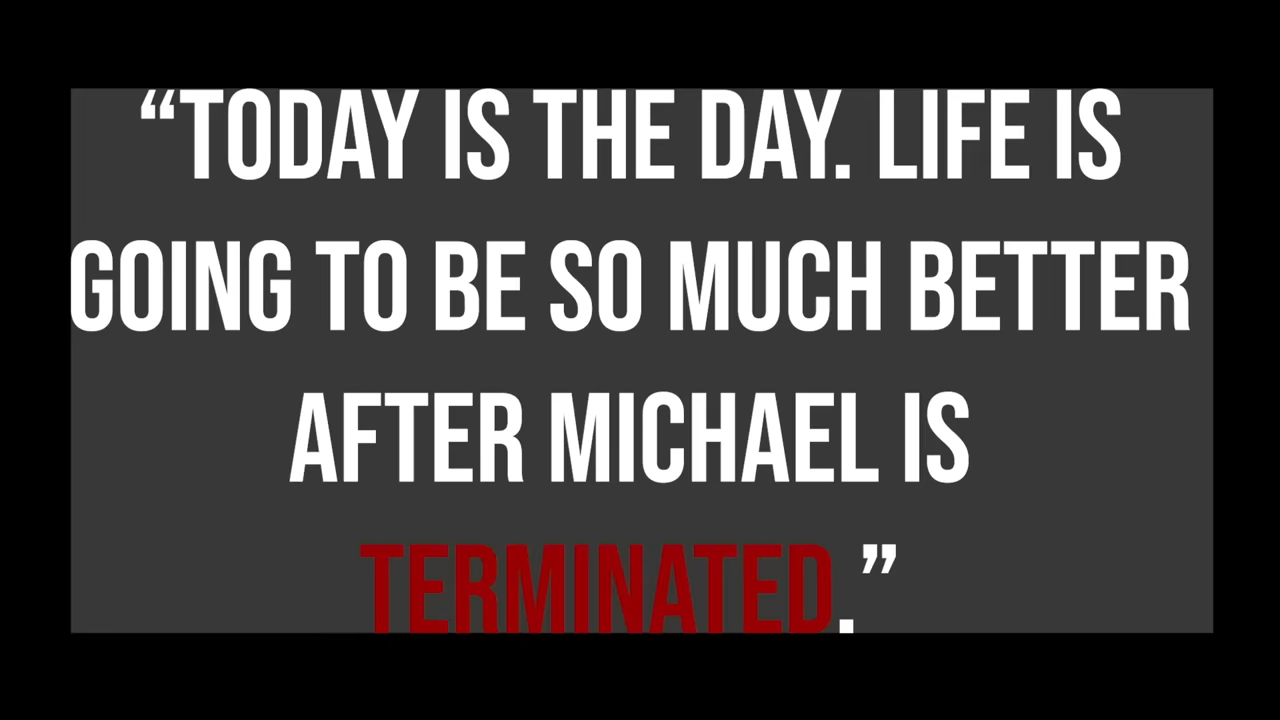 “TODAY IS THE DAY. LIFE IS
GOING TO BE SO MUCH BETTER
AFTER MICHAEL IS
TERMINATED.”